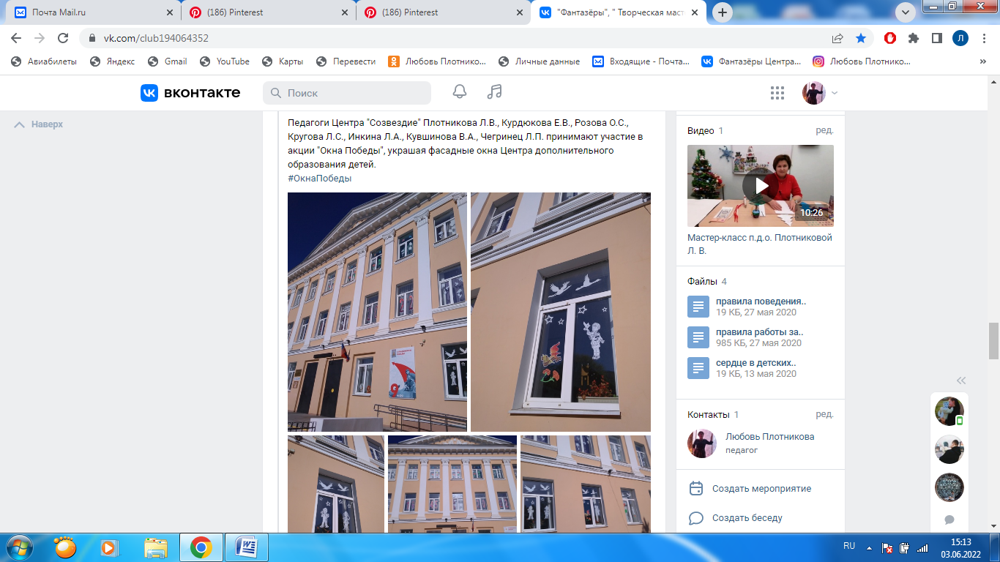 Почта Mail.ru
(186) Pinterest
(186) Pinterest
"Фантазёры", " Творческая маст
vk.com/club194064352
Л
Авиабилеты
Яндекс
Gmail
YouTube
Карты
Перевести
Любовь Плотнико...
Личные данные
Входящие - Почта...
Фантазёры Центра...
Любовь Плотнико...
»
вконтакте
Поиск
Наверх
Педагоги Центра "Созвездие" Плотникова Л.В., Курдюкова Е.В., Розова О.С.,
Кругова Л.С., Инкина Л.А., Кувшинова В.А., Чегринец Л.П. принимают участие в
акции "Окна Победы", украшая фасадные окна Центра дополнительного
образования детей.
#ОкнаПобеды
Видео 1
ред.
10:26
Мастер-класс п.д.о. Плотниковой
Л. В.
Файлы 4
правила поведения..
19 КБ, 27 мая 2020
правила работы за..
985 КБ, 27 мая 2020
сердце в детских..
19 КБ, 13 мая 2020
Контакты 1
ред.
Любовь Плотникова
педагог
Создать мероприятие
Создать беседу
RU
15:13
03.06.2022